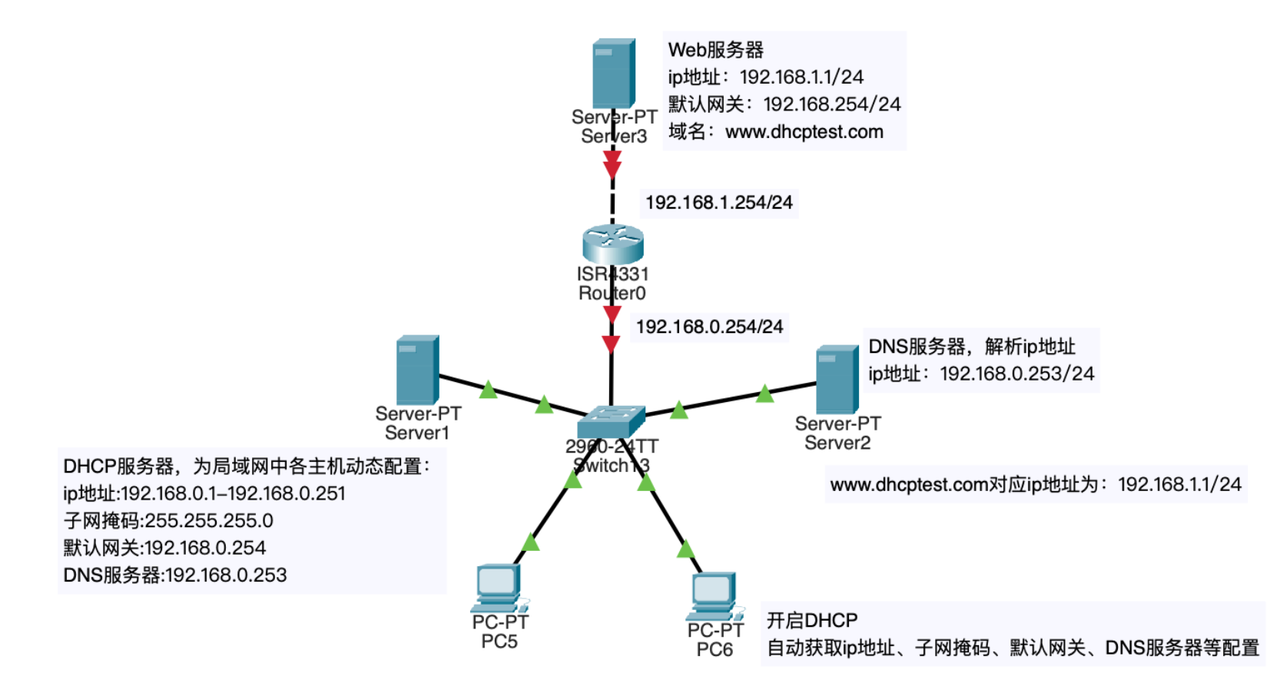 Web服务器
ip地址：192.168.1.1/24
默认网关：192.168.254/24
域名：www.dhcptest.com
Server-PT
Server3
192.168.1.254/24
ISR4331
Router0
192.168.0.254/24
DNS服务器，解析ip地址
ip地址：192.168.0.253/24
Server-PT
Server1
Server-PT
Server2
2960-24TT
Switch13
DHCP服务器，为局域网中各主机动态配置：
ip地址:192.168.0.1–192.168.0.251
子网掩码:255.255.255.0
默认网关:192.168.0.254
DNS服务器:192.168.0.253
www.dhcptest.com对应ip地址为：192.168.1.1/24
PC-PT
PC5
PC-PT
PC6
开启DHCP
自动获取ip地址、子网掩码、默认网关、DNS服务器等配置